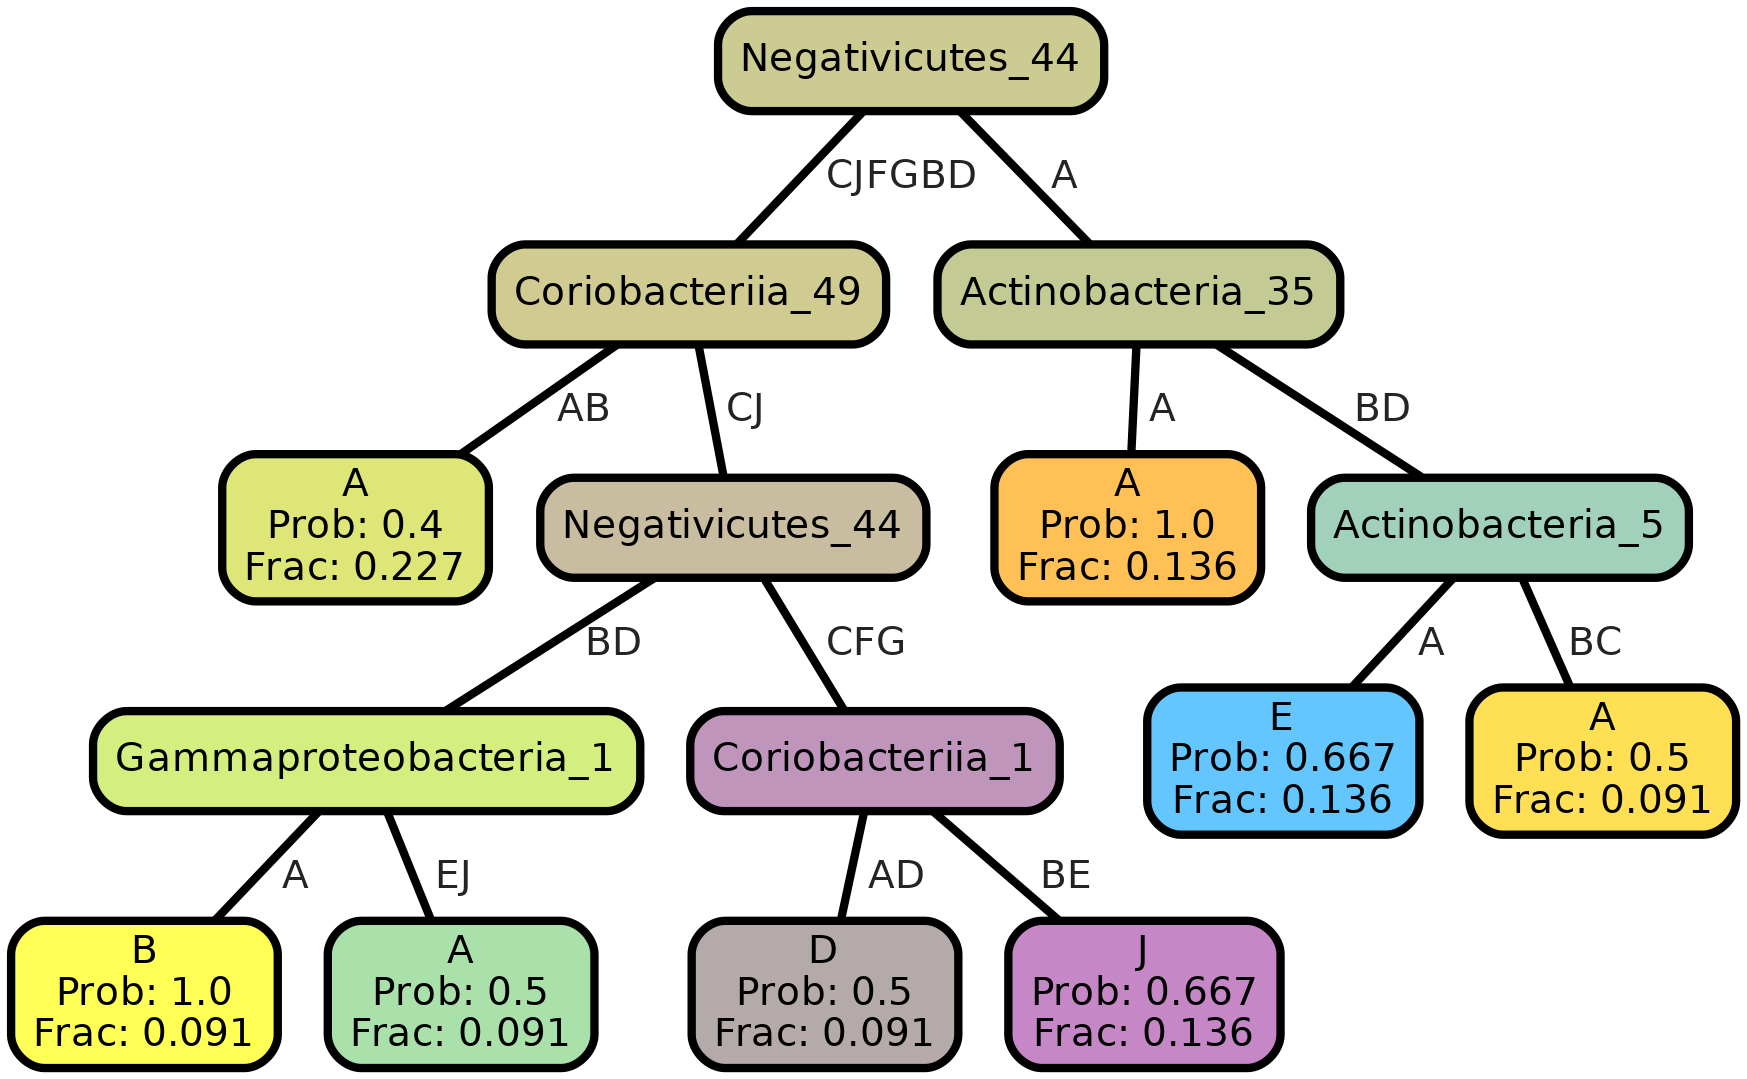 Negativicutes_44
CJFGBD
A
Coriobacteriia_49
Actinobacteria_35
AB
CJ
A
BD
A
Prob: 0.4
Frac: 0.227
Negativicutes_44
A
Prob: 1.0
Frac: 0.136
Actinobacteria_5
BD
CFG
A
BC
Gammaproteobacteria_1
Coriobacteriia_1
E
Prob: 0.667
Frac: 0.136
A
Prob: 0.5
Frac: 0.091
A
EJ
AD
BE
B
Prob: 1.0
Frac: 0.091
A
Prob: 0.5
Frac: 0.091
D
Prob: 0.5
Frac: 0.091
J
Prob: 0.667
Frac: 0.136